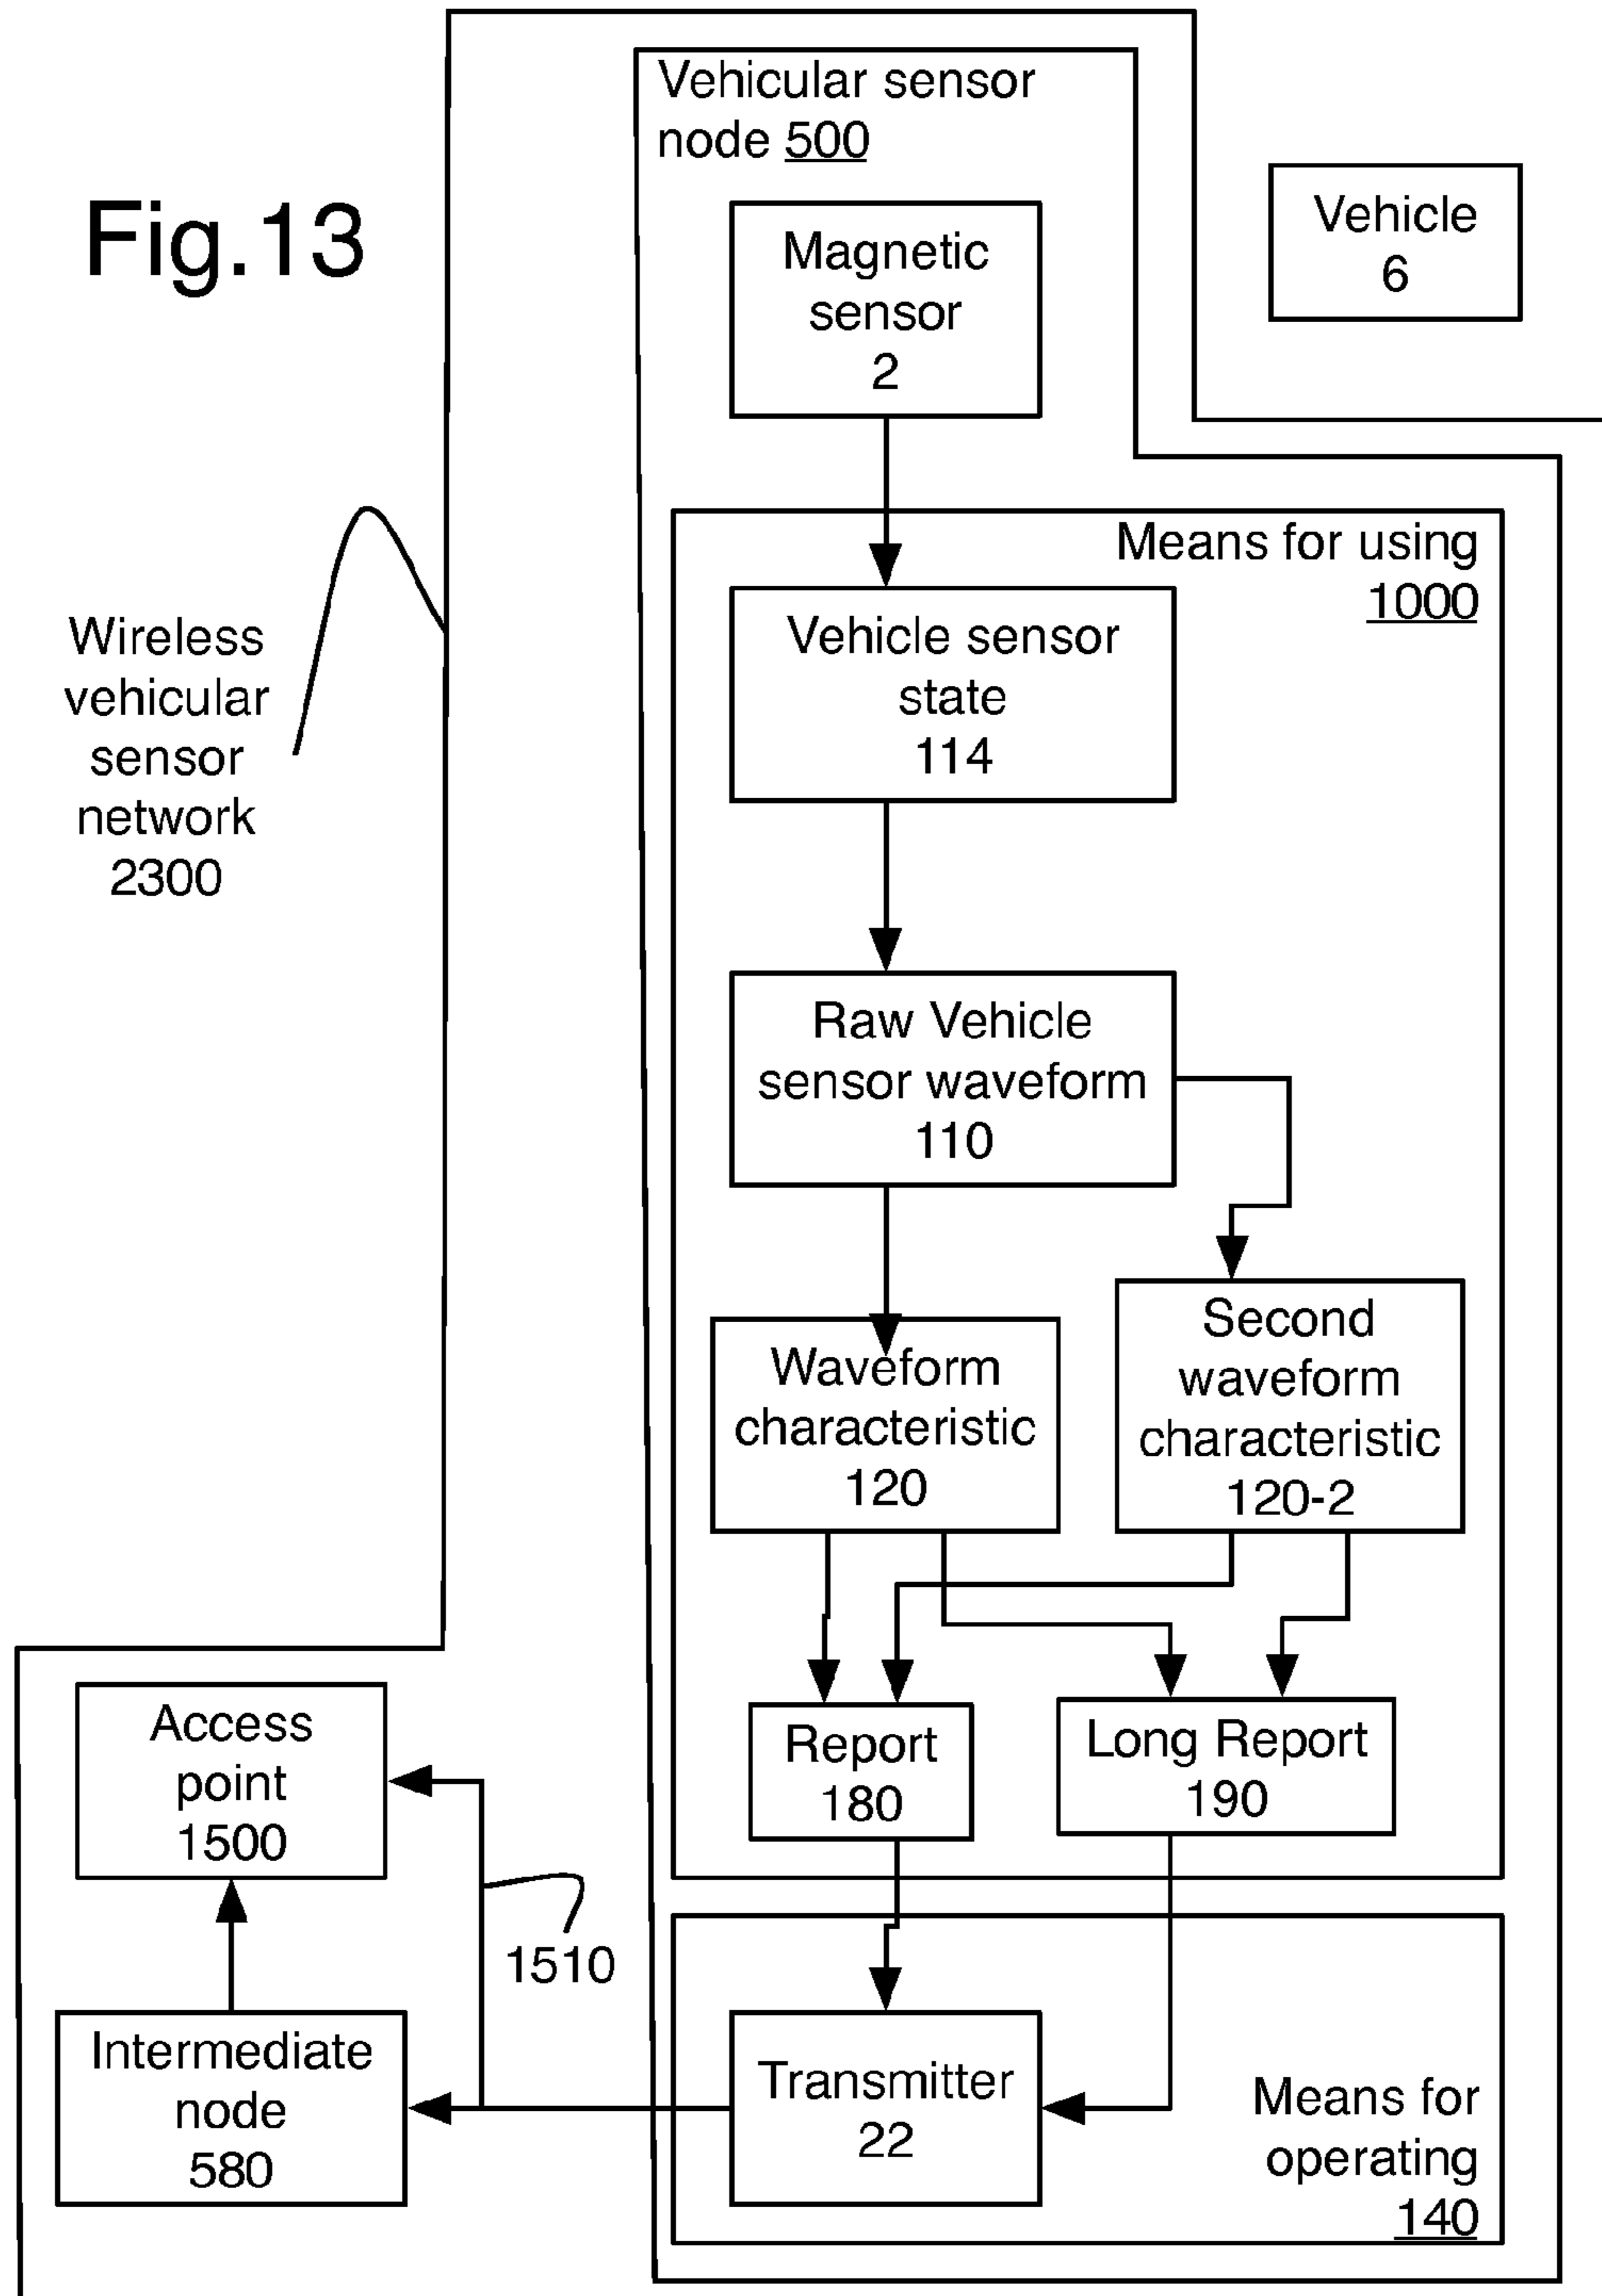 Fig.13
Vehicular sensor
node 500
Magnetic
sensor
2
Vehicle
6
Means for using
1000
Wireless
vehicular
sensor
network
2300
Vehicle sensor
state
114
Raw Vehicle
sensor waveform
110
Waveform
characteristic
120
Second
waveform
characteristic
120-2
Report
180
Long Report
190
Access
point
1500
1510
Intermediate
node
580
Transmitter
22
Means for
operating
140